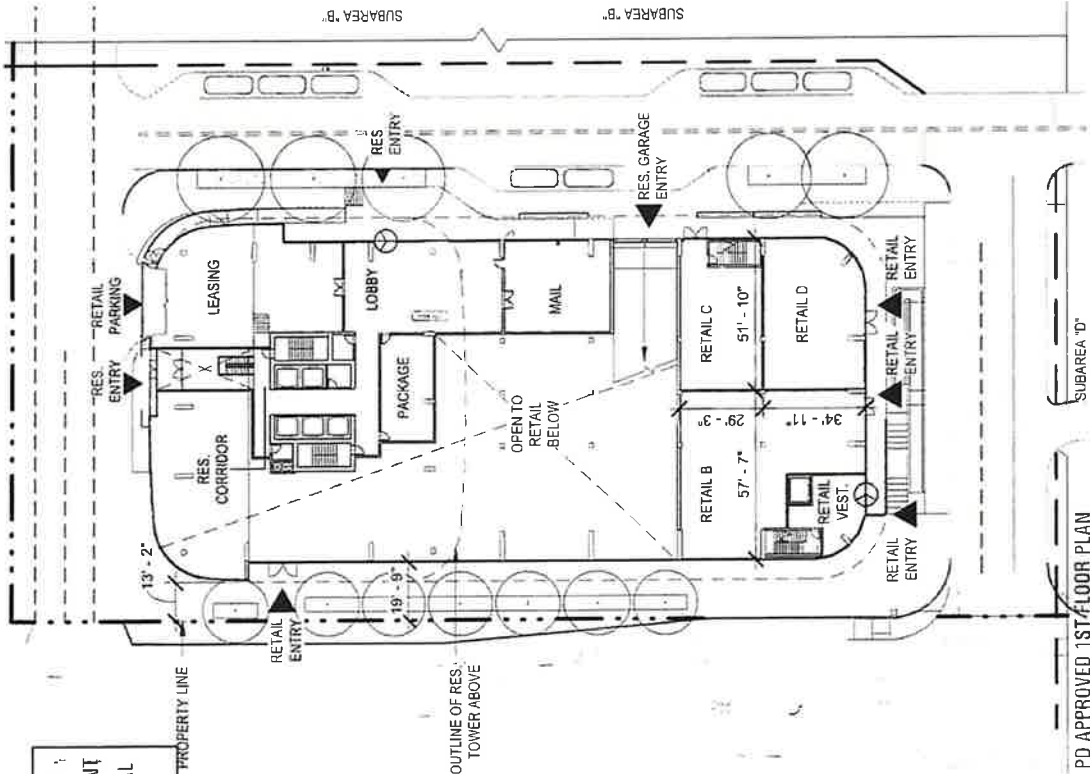 SUBAREA "B"
SUBAREA "B"
RES.
ENTRY
RETAIL
PARKING
RES
ENTRY
LEASING
LOBBY
MAIL
RES. GARAGE
ENTRY
RES.
CORRIDOR
PACKAGE
OPEN TO
RETAIL
BELOW
RETAIL C
51' - 10"
RETAIL D
29' - 3"
34' - 11"
RETAIL B
57' - 7"
RETAIL
VEST.
RETAIL
ENTRY
RETAIL
ENTRY
RETAIL
ENTRY
13' - 2"
19' - 9"
RETAIL
ENTRY
PROPERTY LINE
OUTLINE OF RES.
TOWER ABOVE
SUBAREA "D"
PD APPROVED 1ST FLOOR PLAN